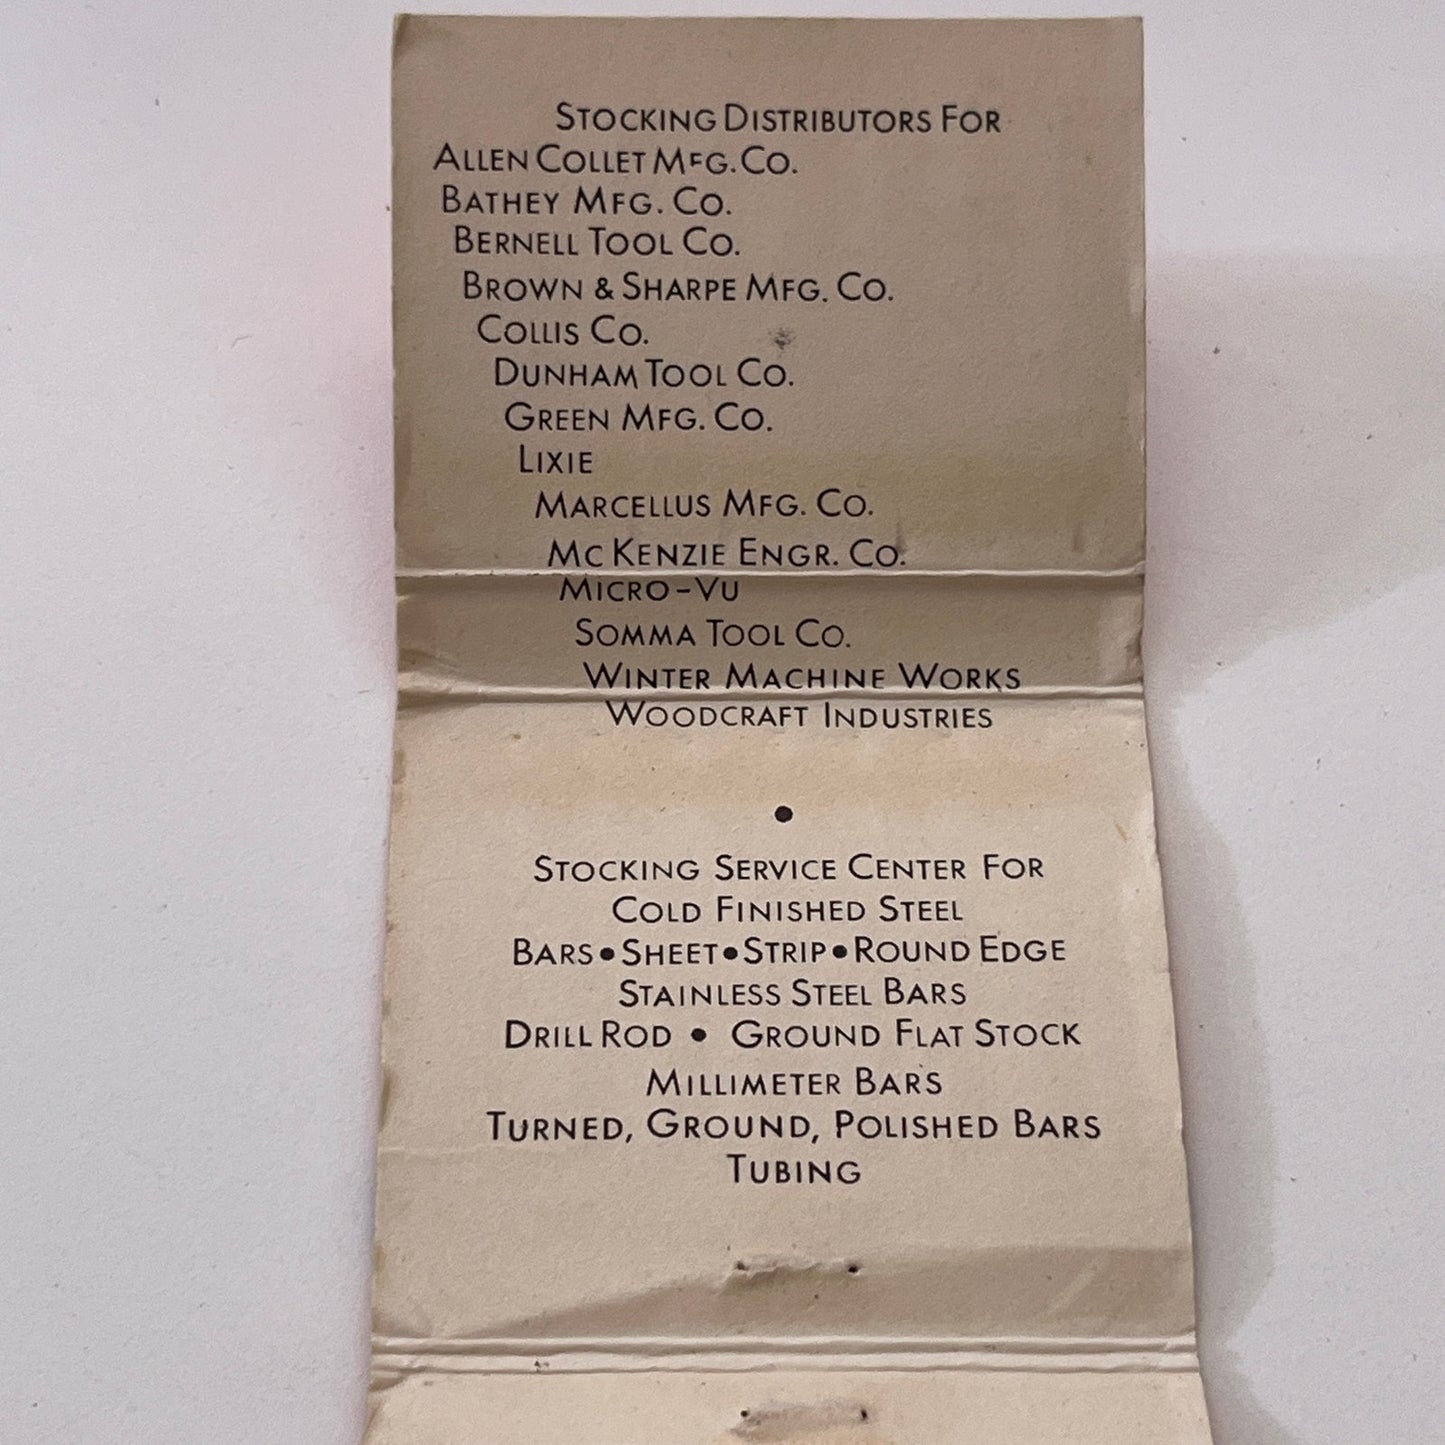 STOCKING DISTRIBUTORS FOR
ALLEN COLLET MFG. CO.
BATHEY MFG. CO.
BERNELL TOOL CO.
BROWN & SHARPE MFG. CO.
COLLIS CO.
DUNHAM TOOL CO.
GREEN MFG. CO.
LIXIE
MARCELLUS MFG. CO.
MCKENZIE ENGR. CO.
MICRO-VU
SOMMA TOOL CO.
WINTER MACHINE WORKS
WOODCRAFT INDUSTRIES
•
STOCKING SERVICE CENTER FOR
COLD FINISHED STEEL
BARS • SHEET • STRIP • ROUND EDGE
STAINLESS STEEL BARS
DRILL ROD • GROUND FLAT STOCK
MILLIMETER BARS
TURNED, GROUND, POLISHED BARS
TUBING